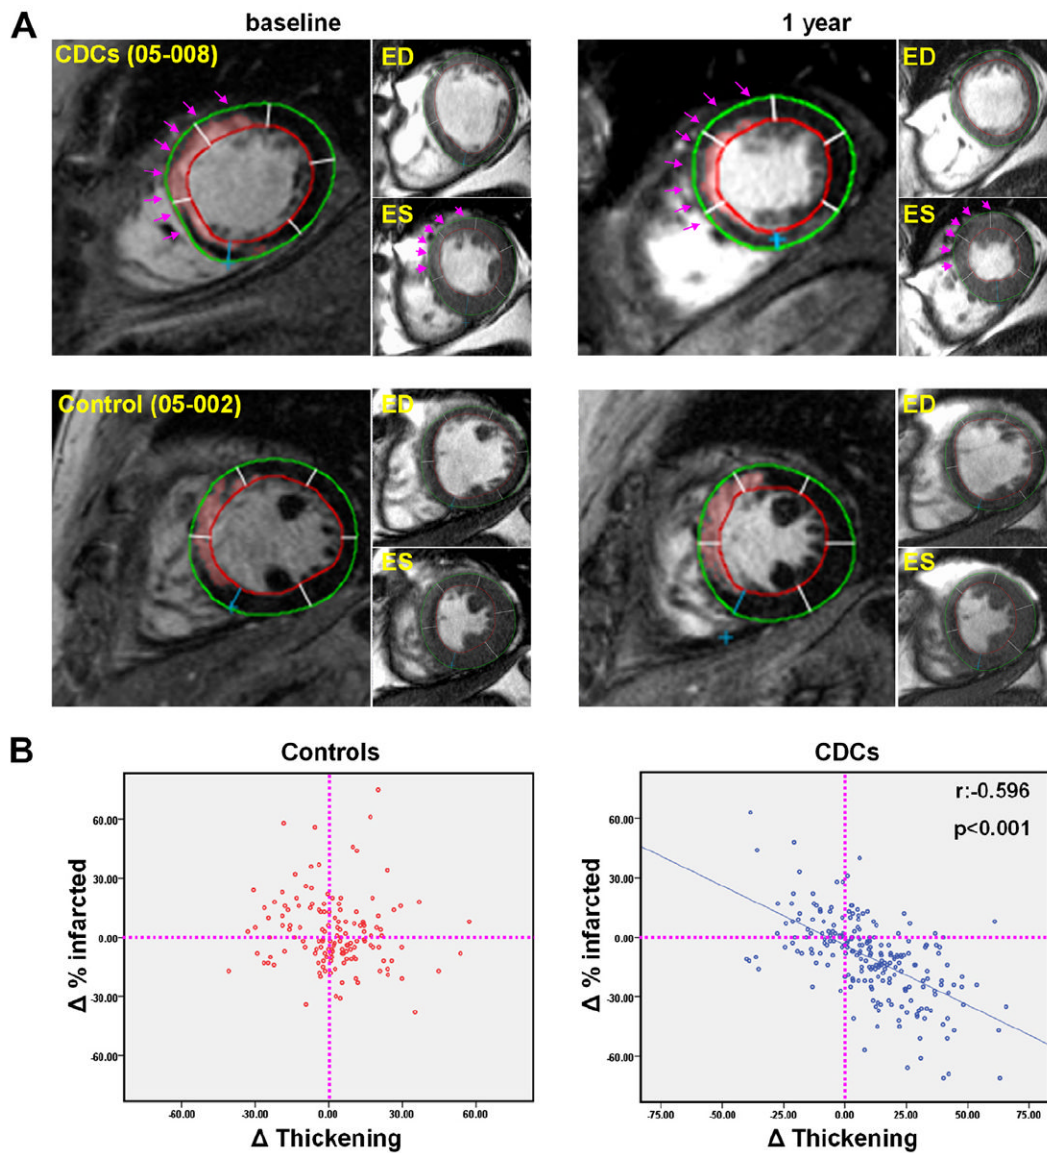 A
baseline
1 year
CDCs (05-008)
ED
ED
ES
ES
Control (05-002)
ED
ED
ES
ES
B
Controls
CDCs
r:-0.596
p<0.001
60.00
30.00
0.00
-30.00
-60.00
Δ % infarcted
-60.00 -30.00 0.00 30.00 60.00
Δ Thickening
60.00
30.00
0.00
-30.00
-60.00
Δ % infarcted
-75.00 -50.00 -25.00 0.00 25.00 50.00 75.00
Δ Thickening